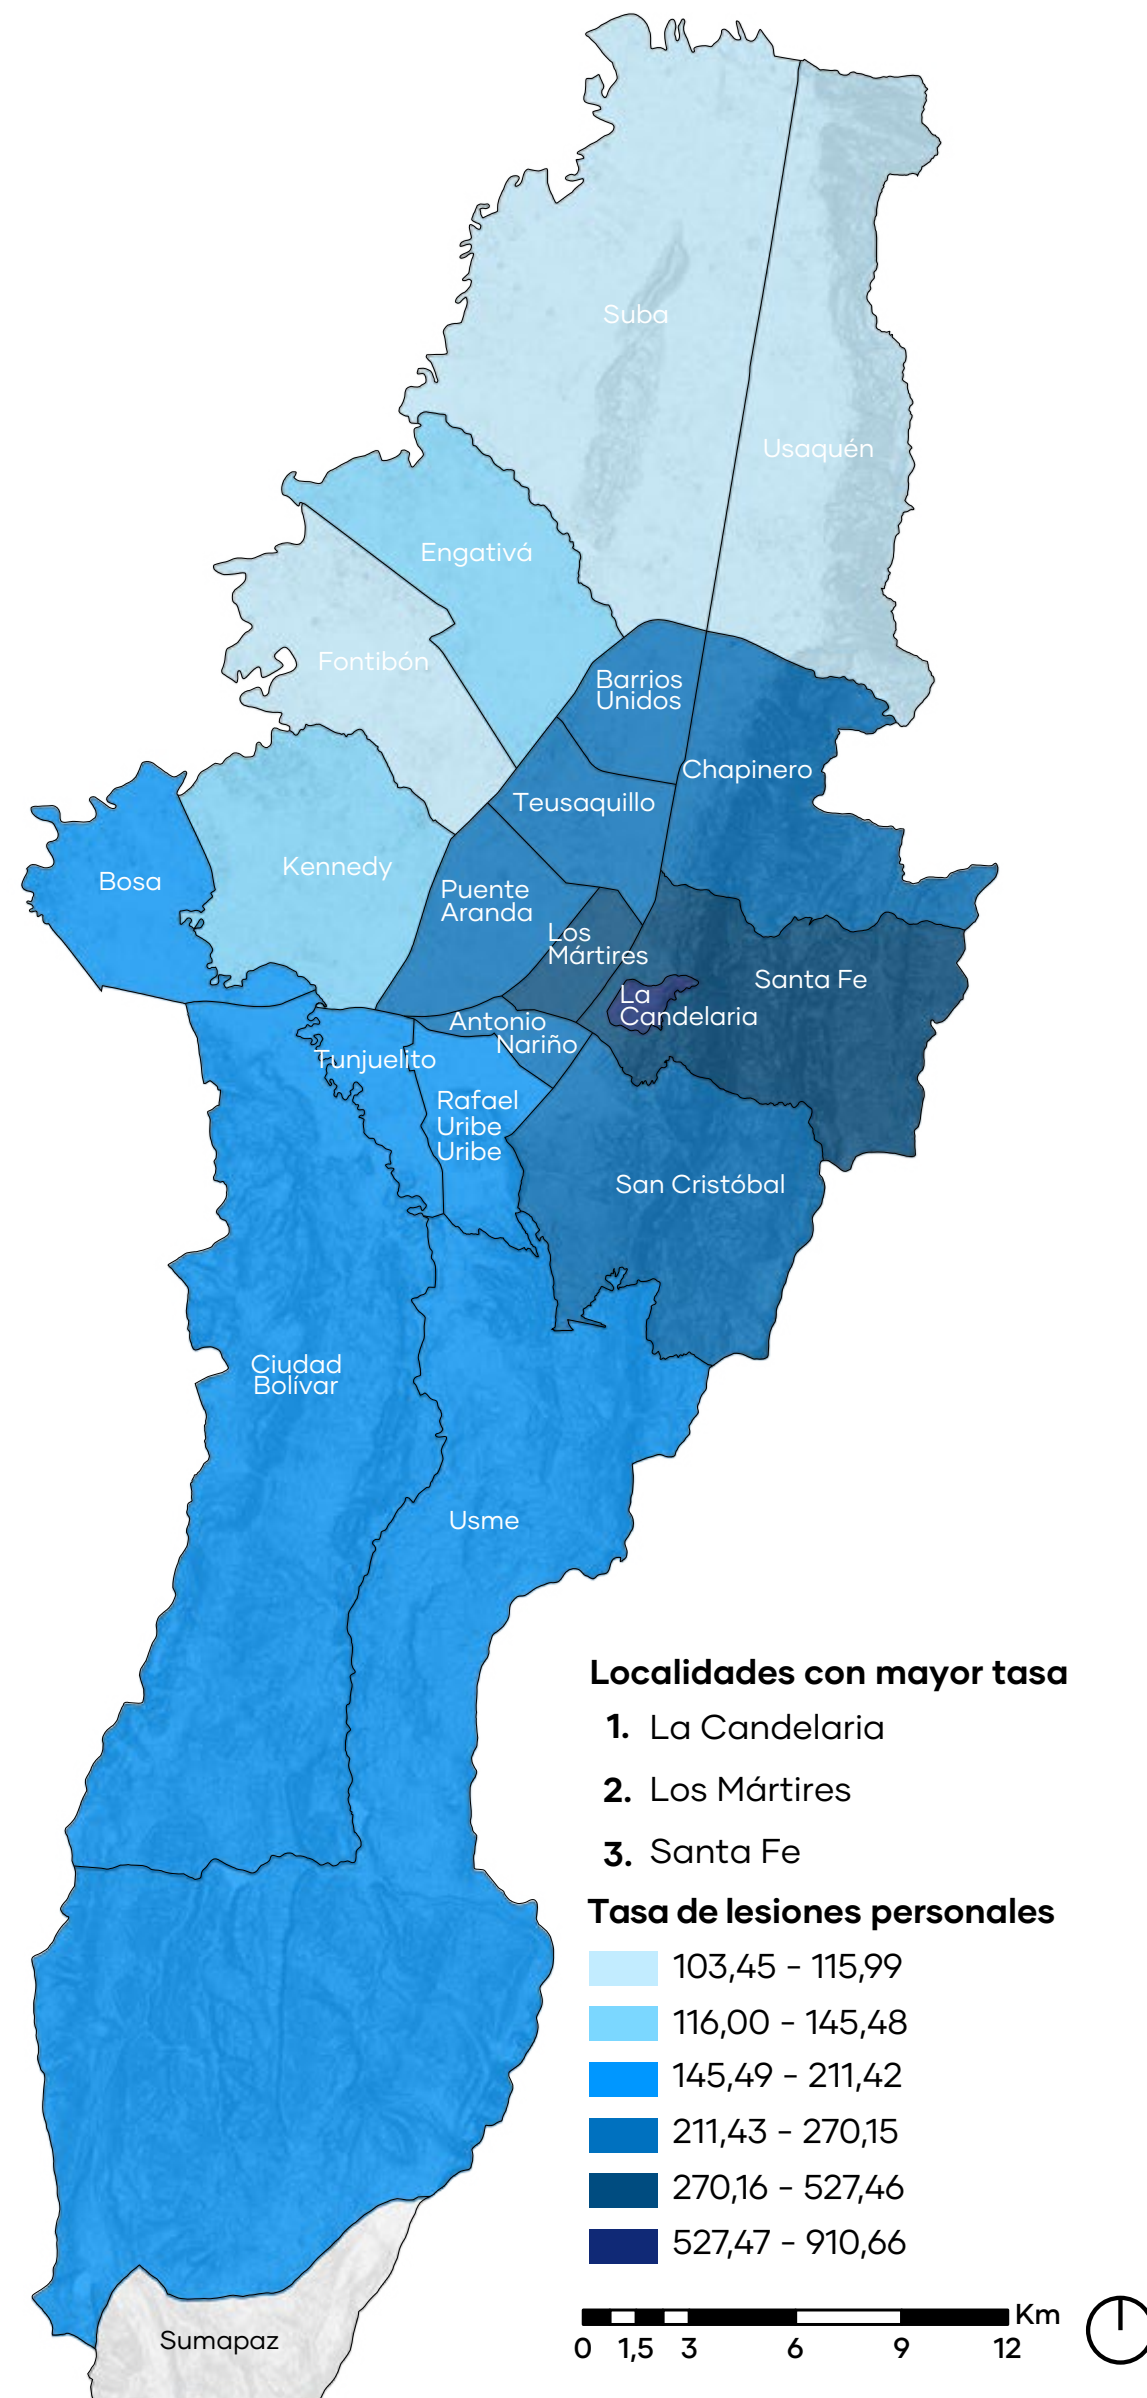 Suba
Usaquén
Engativá
Fontibón
Barrios
Unidos
Chapinero
Teusaquillo
Kennedy
Bosa
Puente
Aranda
Los
Mártires
Santa Fe
La
Candelaria
Antonio
Nariño
Tunjuelito
Rafael
Uribe
Uribe
San Cristóbal
Ciudad
Bolívar
Usme
Localidades con mayor tasa
1. La Candelaria
2. Los Mártires
3. Santa Fe
Tasa de lesiones personales
103,45 - 115,99
116,00 - 145,48
145,49 - 211,42
211,43 - 270,15
270,16 - 527,46
527,47 - 910,66
Km
0 1,5 3 6 9 12
Sumapaz